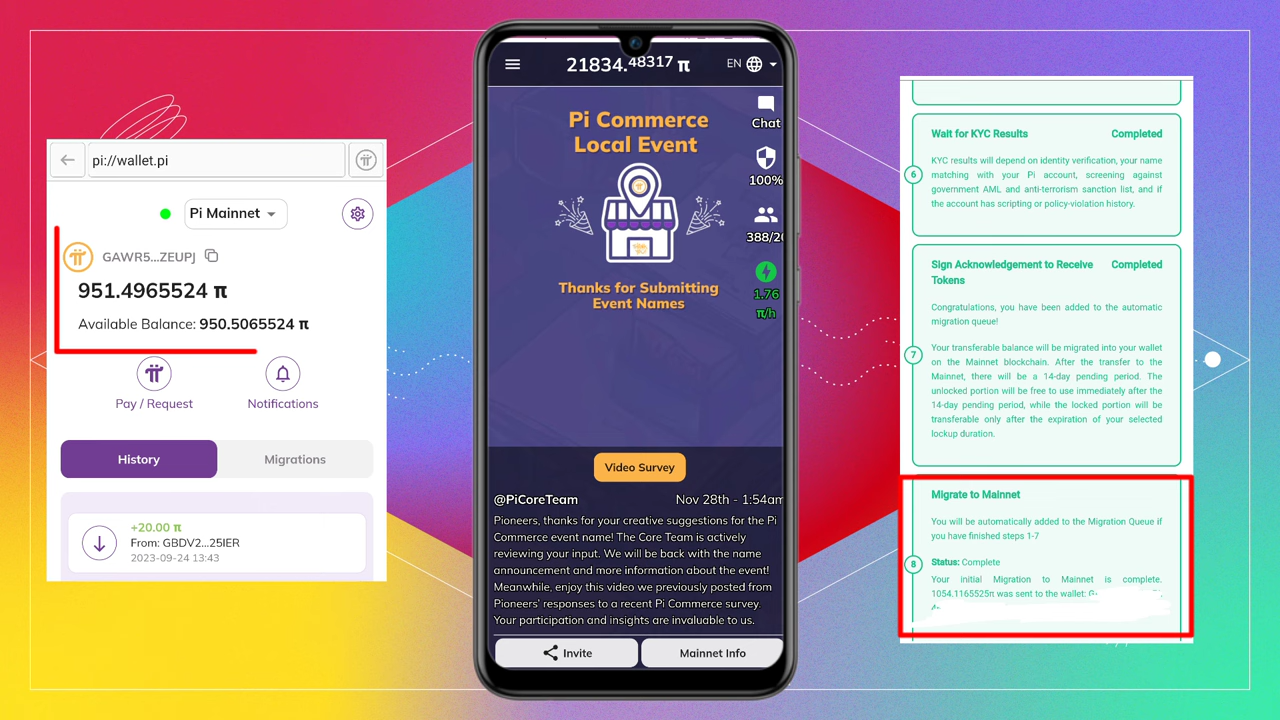 pi://wallet.pi
Pi Mainnet
GAWR5...ZEUPJ
951.4965524 π
Available Balance: 950.5065524 π
Pay / Request
Notifications
History
Migrations
+20.00 π
From: GBDV2...25IER
2023-09-24 13:43
21834.48317 π
EN
Pi Commerce
Local Event
Chat
100%
388/20
1.76
π/h
Thanks for Submitting
Event Names
Video Survey
@PiCoreTeam
Nov 28th - 1:54am
Pioneers, thanks for your creative suggestions for the Pi
Commerce event name! The Core Team is actively
reviewing your input. We will be back with the name
announcement and more information about the event!
Meanwhile, enjoy this video we previously posted from
Pioneers' responses to a recent Pi Commerce survey.
Your participation and insights are invaluable to us.
Invite
Mainnet Info
Wait for KYC Results Completed
6
KYC results will depend on identity verification, your name
matching with your Pi account, screening against
government AML and anti-terrorism sanction list, and if
the account has scripting or policy-violation history.
Sign Acknowledgement to Receive Completed
Tokens
Congratulations, you have been added to the automatic
migration queue!
7
Your transferable balance will be migrated into your wallet
on the Mainnet blockchain. After the transfer to the
Mainnet, there will be a 14-day pending period. The
unlocked portion will be free to use immediately after the
14-day pending period, while the locked portion will be
transferable only after the expiration of your selected
lockup duration.
Migrate to Mainnet
You will be automatically added to the Migration Queue if
you have finished steps 1-7
8
Status: Complete
Your initial Migration to Mainnet is complete.
1054.1165525π was sent to the wallet: